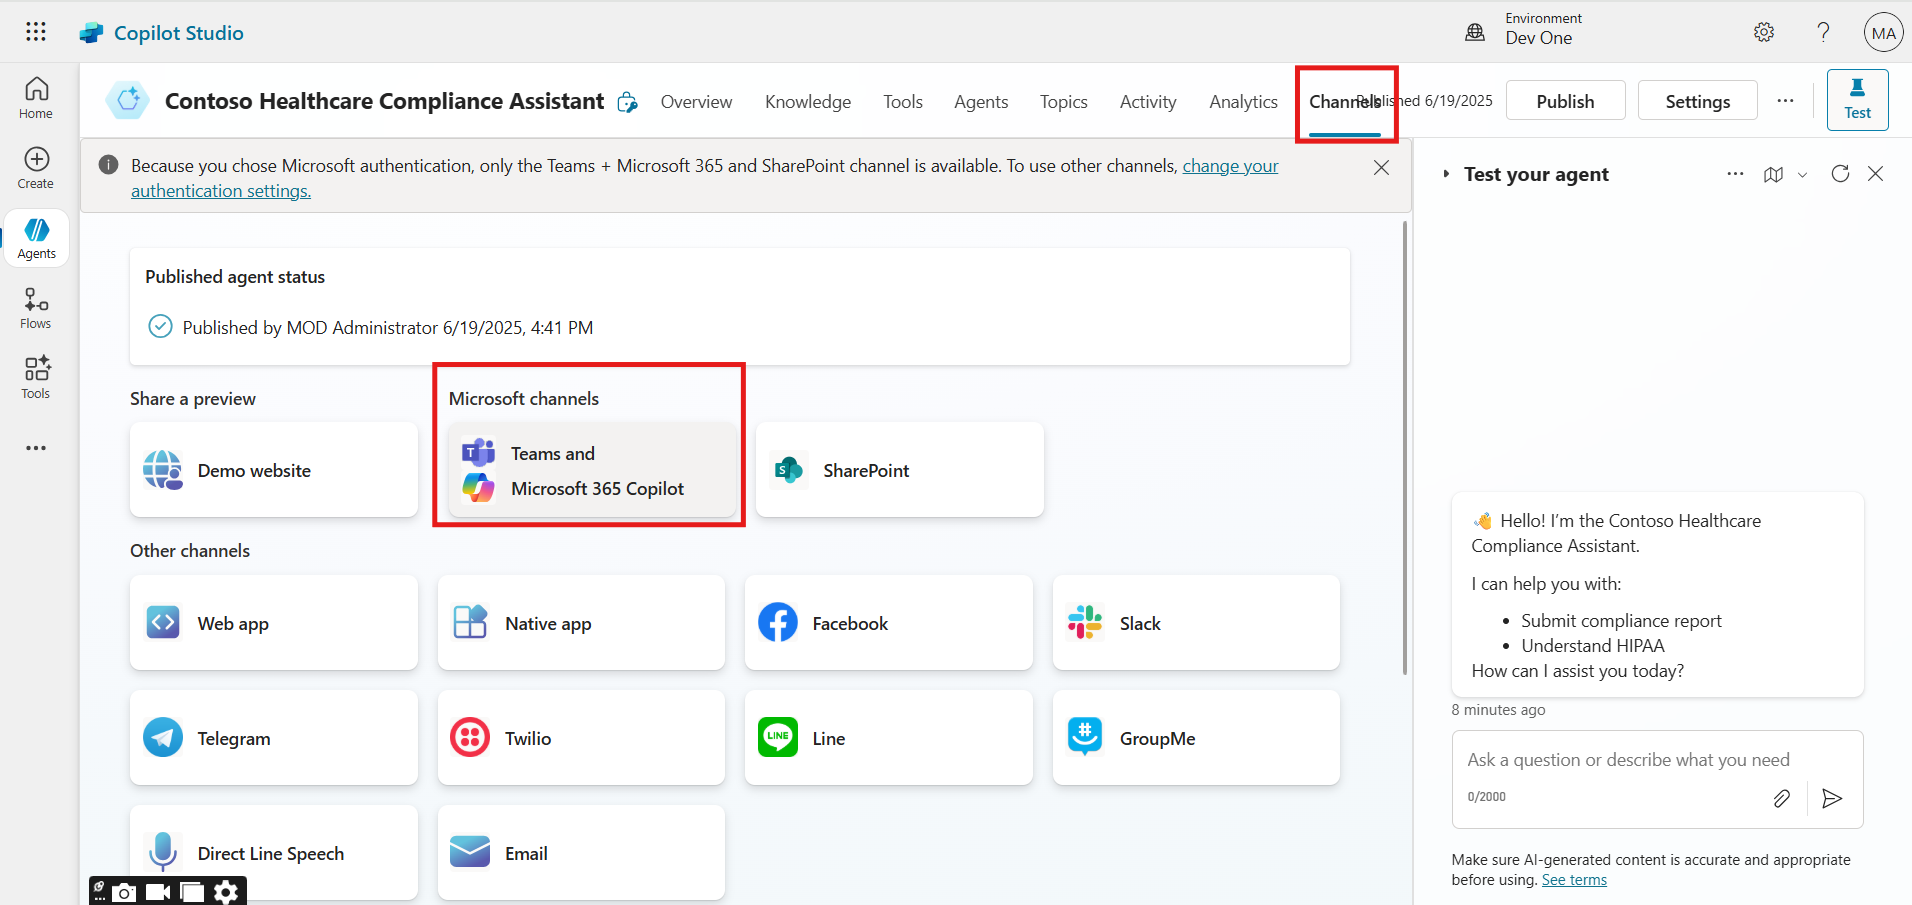 Copilot Studio
Environment
Dev One
MA
Home
Create
Agents
Flows
Tools
Contoso Healthcare Compliance Assistant
Overview
Knowledge
Tools
Agents
Topics
Activity
Analytics
Channels
Published 6/19/2025
Publish
Settings
Test
Because you chose Microsoft authentication, only the Teams + Microsoft 365 and SharePoint channel is available. To use other channels, change your
authentication settings.
Published agent status
Published by MOD Administrator 6/19/2025, 4:41 PM
Share a preview
Microsoft channels
Demo website
Teams and
Microsoft 365 Copilot
SharePoint
Other channels
Web app
Native app
Facebook
Slack
Telegram
Twilio
LINE
Line
GroupMe
Direct Line Speech
Email
Test your agent
👋 Hello! I'm the Contoso Healthcare
Compliance Assistant.
I can help you with:
• Submit compliance report
• Understand HIPAA
How can I assist you today?
8 minutes ago
Ask a question or describe what you need
0/2000
Make sure AI-generated content is accurate and appropriate
before using. See terms